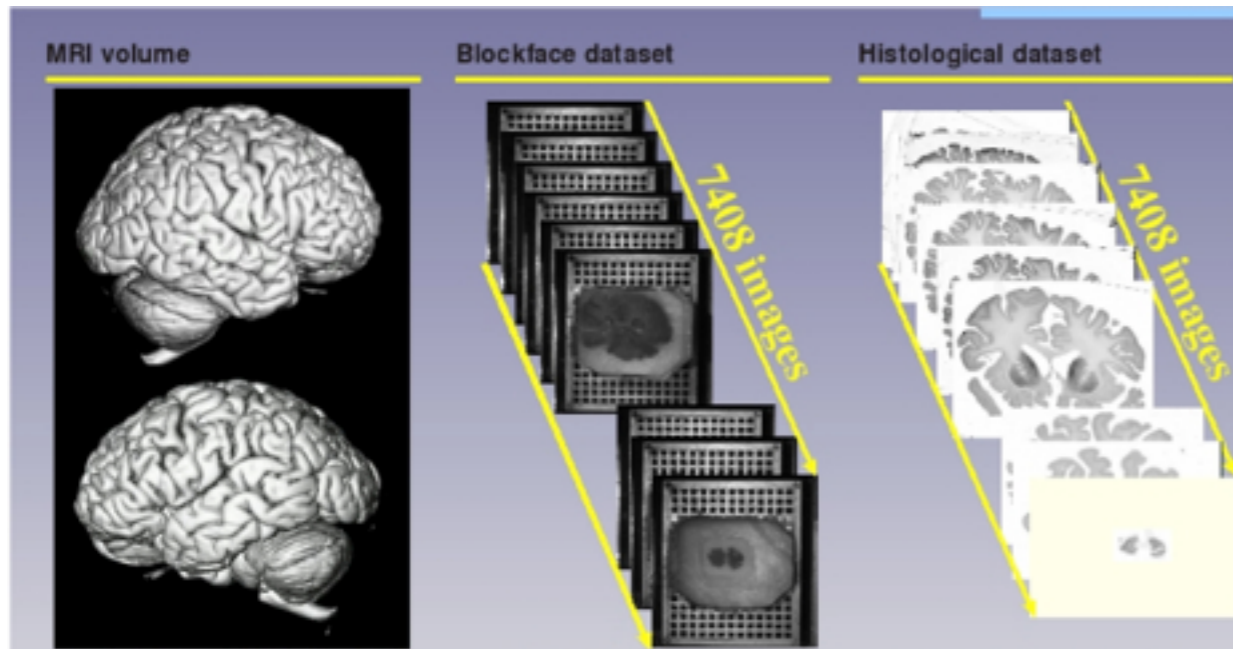 MRI volume
Blockface dataset
Histological dataset
7408 images
7408 images